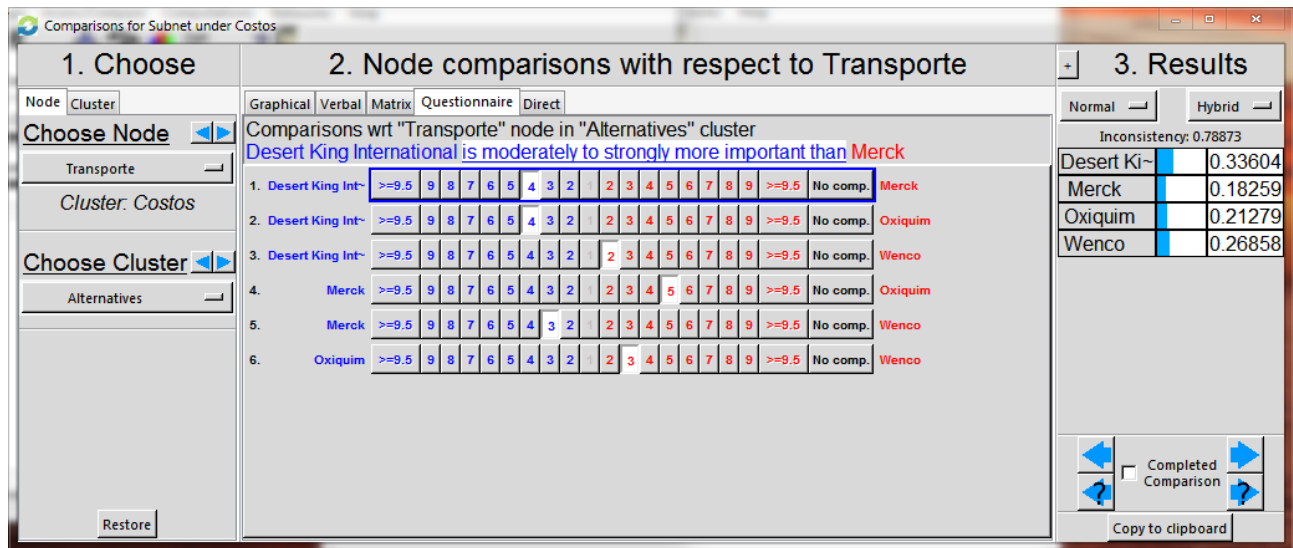 Comparisons for Subnet under Costos
1. Choose
2. Node comparisons with respect to Transporte
+ 3. Results
Node Cluster
Graphical Verbal Matrix Questionnaire Direct
Normal Hybrid
Choose Node
Transporte
Cluster: Costos
Choose Cluster
Alternatives
Restore
Comparisons wrt "Transporte" node in "Alternatives" cluster
Desert King International is moderately to strongly more important than Merck
1. Desert King Int~ >=9.5 9 8 7 6 5 4 3 2 1 2 3 4 5 6 7 8 9 >=9.5 No comp. Merck
2. Desert King Int~ >=9.5 9 8 7 6 5 4 3 2 1 2 3 4 5 6 7 8 9 >=9.5 No comp. Oxiquim
3. Desert King Int~ >=9.5 9 8 7 6 5 4 3 2 1 2 3 4 5 6 7 8 9 >=9.5 No comp. Wenco
4. Merck >=9.5 9 8 7 6 5 4 3 2 1 2 3 4 5 6 7 8 9 >=9.5 No comp. Oxiquim
5. Merck >=9.5 9 8 7 6 5 4 3 2 1 2 3 4 5 6 7 8 9 >=9.5 No comp. Wenco
6. Oxiquim >=9.5 9 8 7 6 5 4 3 2 1 2 3 4 5 6 7 8 9 >=9.5 No comp. Wenco
Inconsistency: 0.78873
Desert Ki~ 0.33604
Merck 0.18259
Oxiquim 0.21279
Wenco 0.26858
Completed
Comparison
? ?
Copy to clipboard